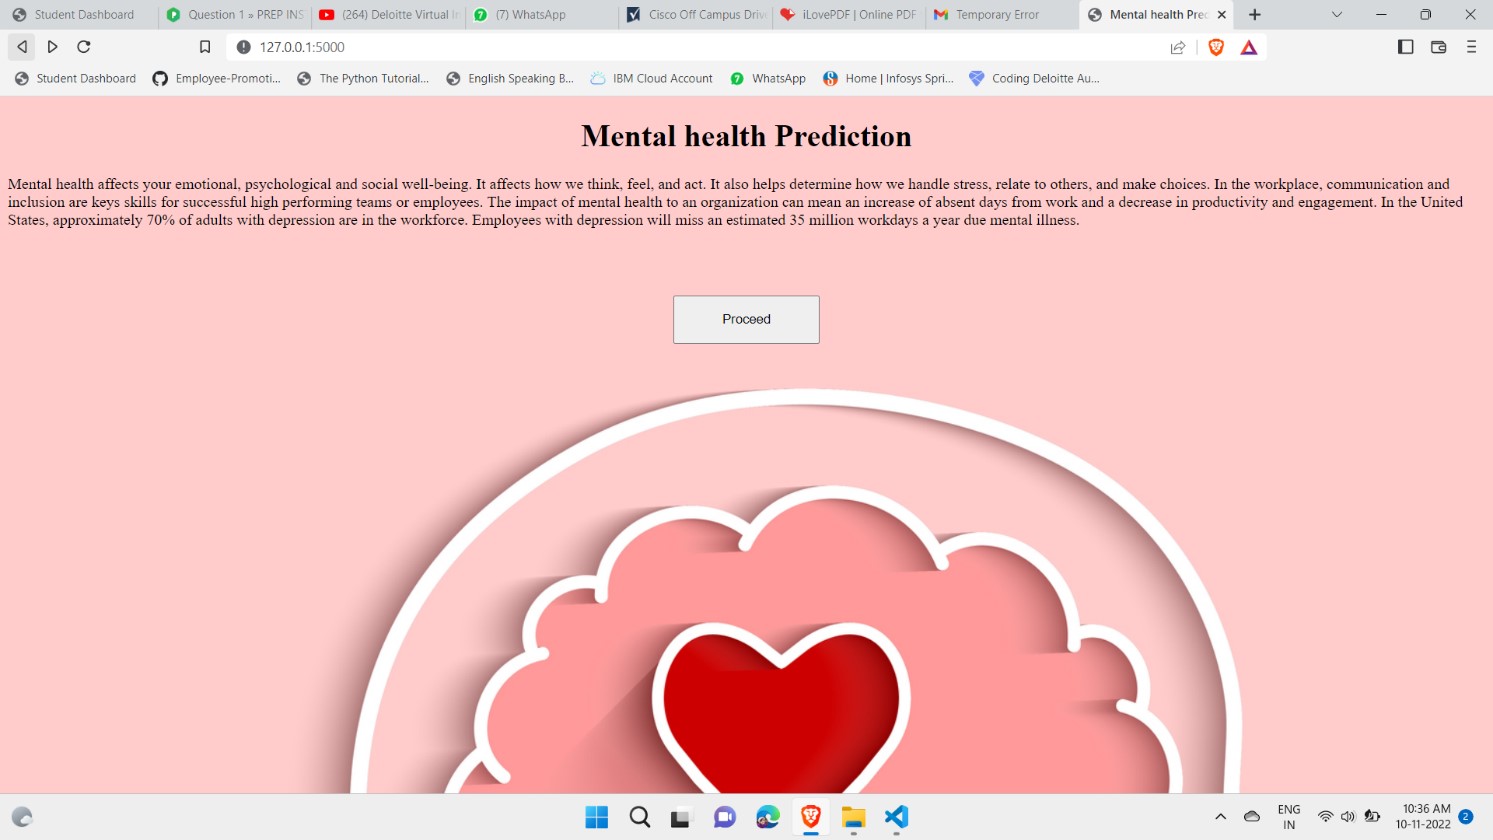 Student Dashboard
Question 1 » PREP INS
(264) Deloitte Virtual In
(7) WhatsApp
Cisco Off Campus Drive
iLovePDF | Online PDF
Temporary Error
Mental health Pred
127.0.0.1:5000
Student Dashboard
Employee-Promoti...
The Python Tutorial...
English Speaking B...
IBM Cloud Account
WhatsApp
Home | Infosys Spri...
Coding Deloitte Au...
Mental health Prediction
Mental health affects your emotional, psychological and social well-being. It affects how we think, feel, and act. It also helps determine how we handle stress, relate to others, and make choices. In the workplace, communication and
inclusion are keys skills for successful high performing teams or employees. The impact of mental health to an organization can mean an increase of absent days from work and a decrease in productivity and engagement. In the United
States, approximately 70% of adults with depression are in the workforce. Employees with depression will miss an estimated 35 million workdays a year due mental illness.
Proceed
ENG
IN
10:36 AM
10-11-2022
2